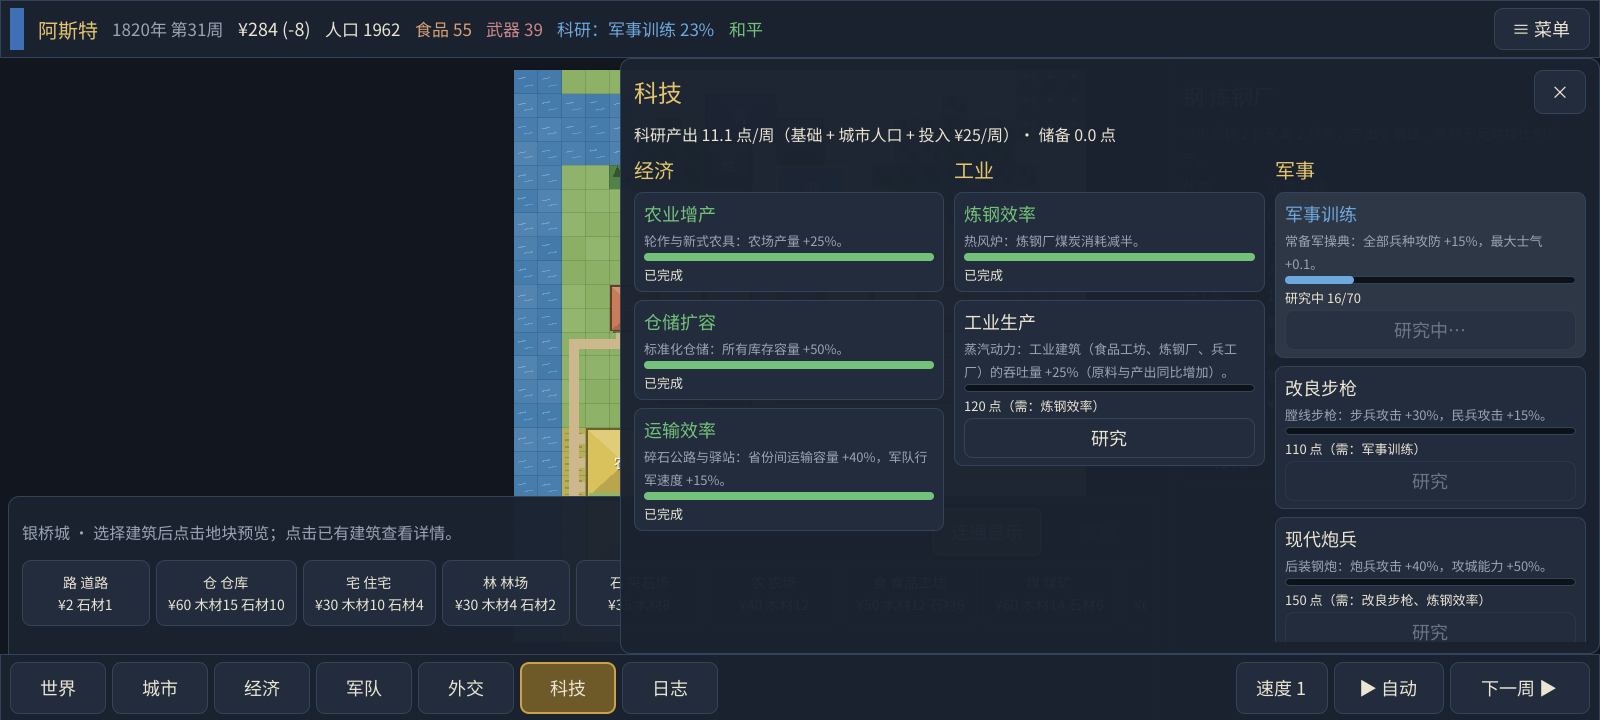 阿斯特 1820年 第31周 ¥284 (-8) 人口 1962 食品 55 武器 39 科研：军事训练 23% 和平
≡ 菜单
科技
×
科研产出 11.1 点/周（基础 + 城市人口 + 投入 ¥25/周） · 储备 0.0 点
经济
农业增产
轮作与新式农具：农场产量 +25%。
已完成
仓储扩容
标准化仓储：所有库存容量 +50%。
已完成
运输效率
碎石公路与驿站：省份间运输容量 +40%，军队行
军速度 +15%。
已完成
工业
炼钢效率
热风炉：炼钢厂煤炭消耗减半。
已完成
工业生产
蒸汽动力：工业建筑（食品工坊、炼钢厂、兵工
厂）的吞吐量 +25%（原料与产出同比增加）。
120 点（需：炼钢效率）
研究
军事
军事训练
常备军操典：全部兵种攻防 +15%，最大士气
+0.1。
研究中 16/70
研究中…
改良步枪
膛线步枪：步兵攻击 +30%，民兵攻击 +15%。
110 点（需：军事训练）
研究
现代炮兵
后装钢炮：炮兵攻击 +40%，攻城能力 +50%。
150 点（需：改良步枪、炼钢效率）
研究
银桥城 · 选择建筑后点击地块预览；点击已有建筑查看详情。
路 道路
¥2 石材1
仓 仓库
¥60 木材15 石材10
宅 住宅
¥30 木材10 石材4
林 林场
¥30 木材4 石材2
世界
城市
经济
军队
外交
科技
日志
速度 1
▶ 自动
下一周 ▶